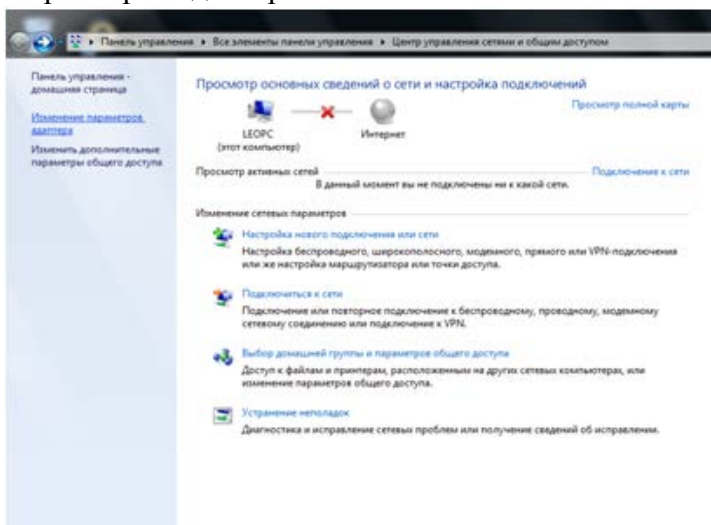 Панель управления ▸ Все элементы панели управления ▸ Центр управления сетями и общим доступом
Панель управления -
домашняя страница
Изменение параметров
адаптера
Изменить дополнительные
параметры общего доступа
Просмотр основных сведений о сети и настройка подключений
Просмотр полной карты
LEOPC
(этот компьютер)
Интернет
Просмотр активных сетей
Подключение к сети
В данный момент вы не подключены ни к какой сети.
Изменение сетевых параметров
Настройка нового подключения или сети
Настройка беспроводного, широкополосного, модемного, прямого или VPN-подключения
или же настройка маршрутизатора или точки доступа.
Подключиться к сети
Подключение или повторное подключение к беспроводному, проводному, модемному
сетевому соединению или подключение к VPN.
Выбор домашней группы и параметров общего доступа
Доступ к файлам и принтерам, расположенным на других сетевых компьютерах, или
изменение параметров общего доступа.
Устранение неполадок
Диагностика и исправление сетевых проблем или получение сведений об исправлении.